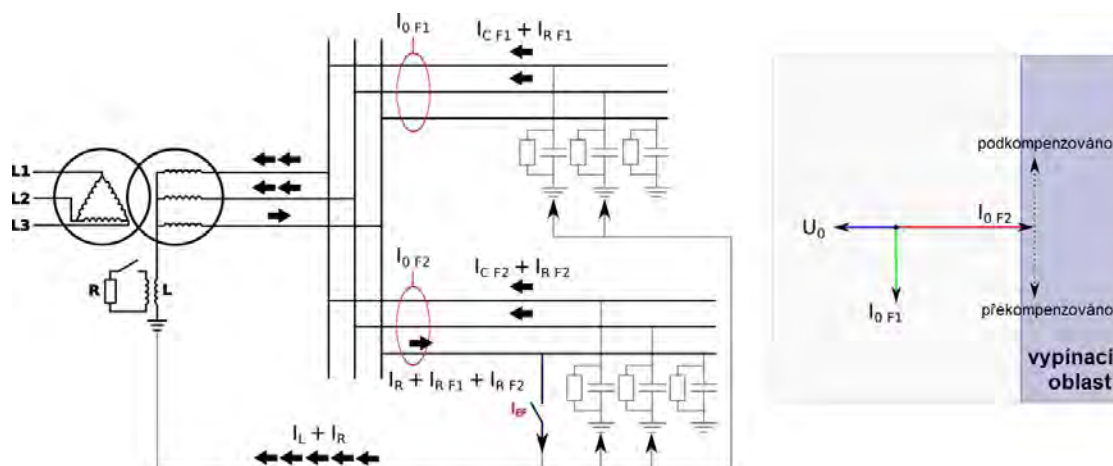 I0 F1
IC F1 + IR F1
L1
L2
L3
R
L
I0 F2
IC F2 + IR F2
IR + IR F1 + IR F2
IEF
IL + IR
podkompenzováno
U0
I0 F2
I0 F1
překompenzováno
vypínací
oblast